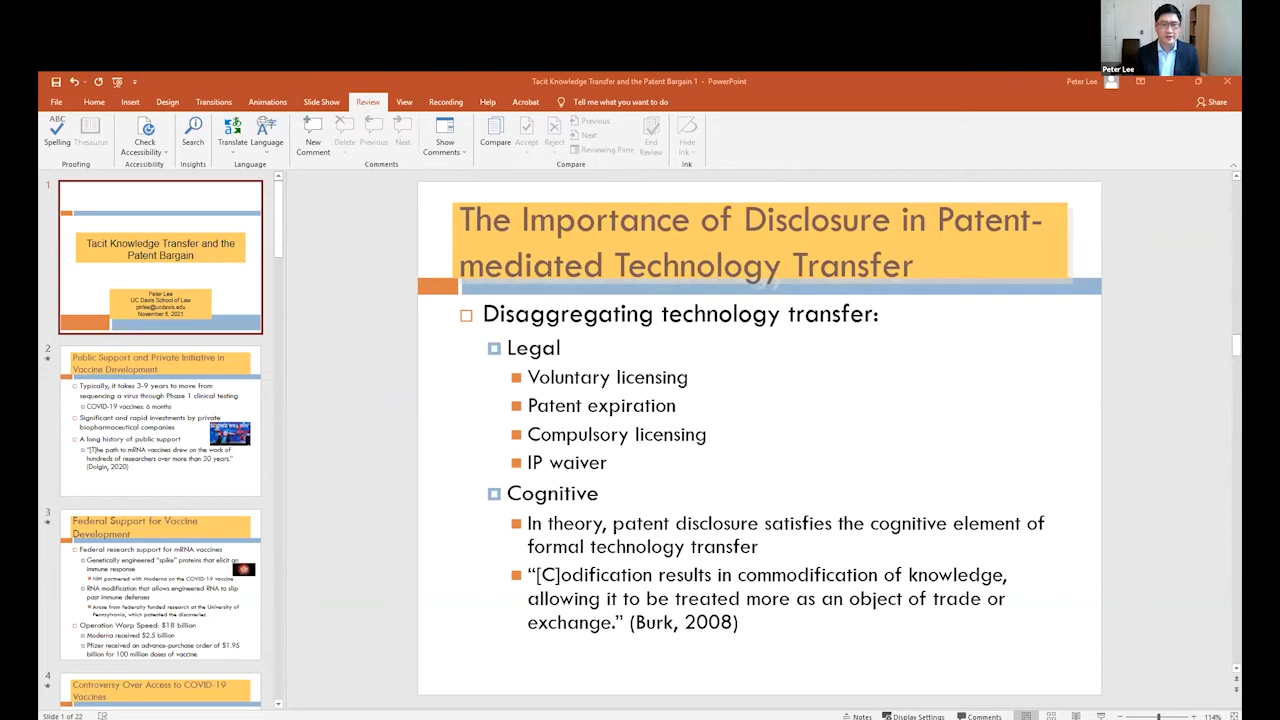 Peter Lee
Tacit Knowledge Transfer and the Patent Bargain 1 - PowerPoint
Peter Lee
File Home Insert Design Transitions Animations Slide Show Review View Recording Help Acrobat Tell me what you want to do
Share
ABC
Spelling Thesaurus
Proofing
Check
Accessibility
Accessibility
Search
Insights
Translate Language
Language
New
Comment
Delete Previous Next
Show
Comments
Comments
Compare Accept Reject
Previous
Next
Reviewing Pane
End
Review
Compare
Hide
Ink
Ink
1
Tacit Knowledge Transfer and the
Patent Bargain
Peter Lee
UC Davis School of Law
ptrlee@ucdavis.edu
November 5, 2021
2
Public Support and Private Initiative in
Vaccine Development
Typically, it takes 3-9 years to move from
sequencing a virus through Phase 1 clinical testing
COVID-19 vaccines: 6 months
Significant and rapid investments by private
biopharmaceutical companies
SCIENCE WILL WIN
A long history of public support
"[T]he path to mRNA vaccines drew on the work of
hundreds of researchers over more than 30 years."
(Dolgin, 2020)
3
Federal Support for Vaccine
Development
Federal research support for mRNA vaccines
Genetically engineered "spike" proteins that elicit an
immune response
NIH partnered with Moderna on the COVID-19 vaccine
RNA modification that allows engineered RNA to slip
past immune defenses
Arose from federally funded research at the University of
Pennsylvania, which patented the discoveries
Operation Warp Speed: $18 billion
Moderna received $2.5 billion
Pfizer received an advance-purchase order of $1.95
billion for 100 million doses of vaccine
4
Controversy Over Access to COVID-19
Vaccines
The Importance of Disclosure in Patent-
mediated Technology Transfer
Disaggregating technology transfer:
Legal
Voluntary licensing
Patent expiration
Compulsory licensing
IP waiver
Cognitive
In theory, patent disclosure satisfies the cognitive element of
formal technology transfer
“[C]odification results in commodification of knowledge,
allowing it to be treated more as an object of trade or
exchange.” (Burk, 2008)
Slide 1 of 22
Notes Display Settings Comments
114%